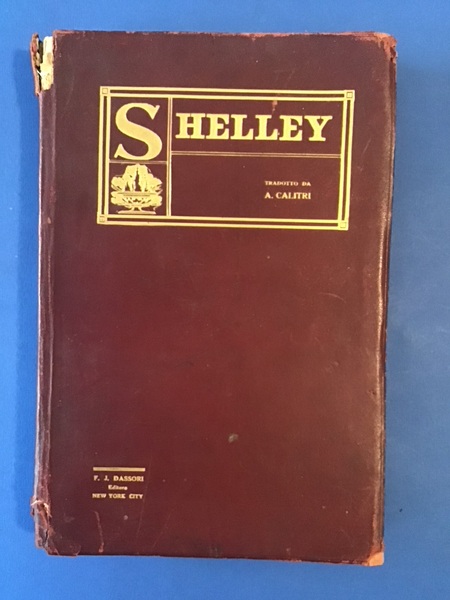 SHELLEY
TRADOTTO DA
A. CALITRI
F. J. DASSORI
Editore
NEW YORK CITY